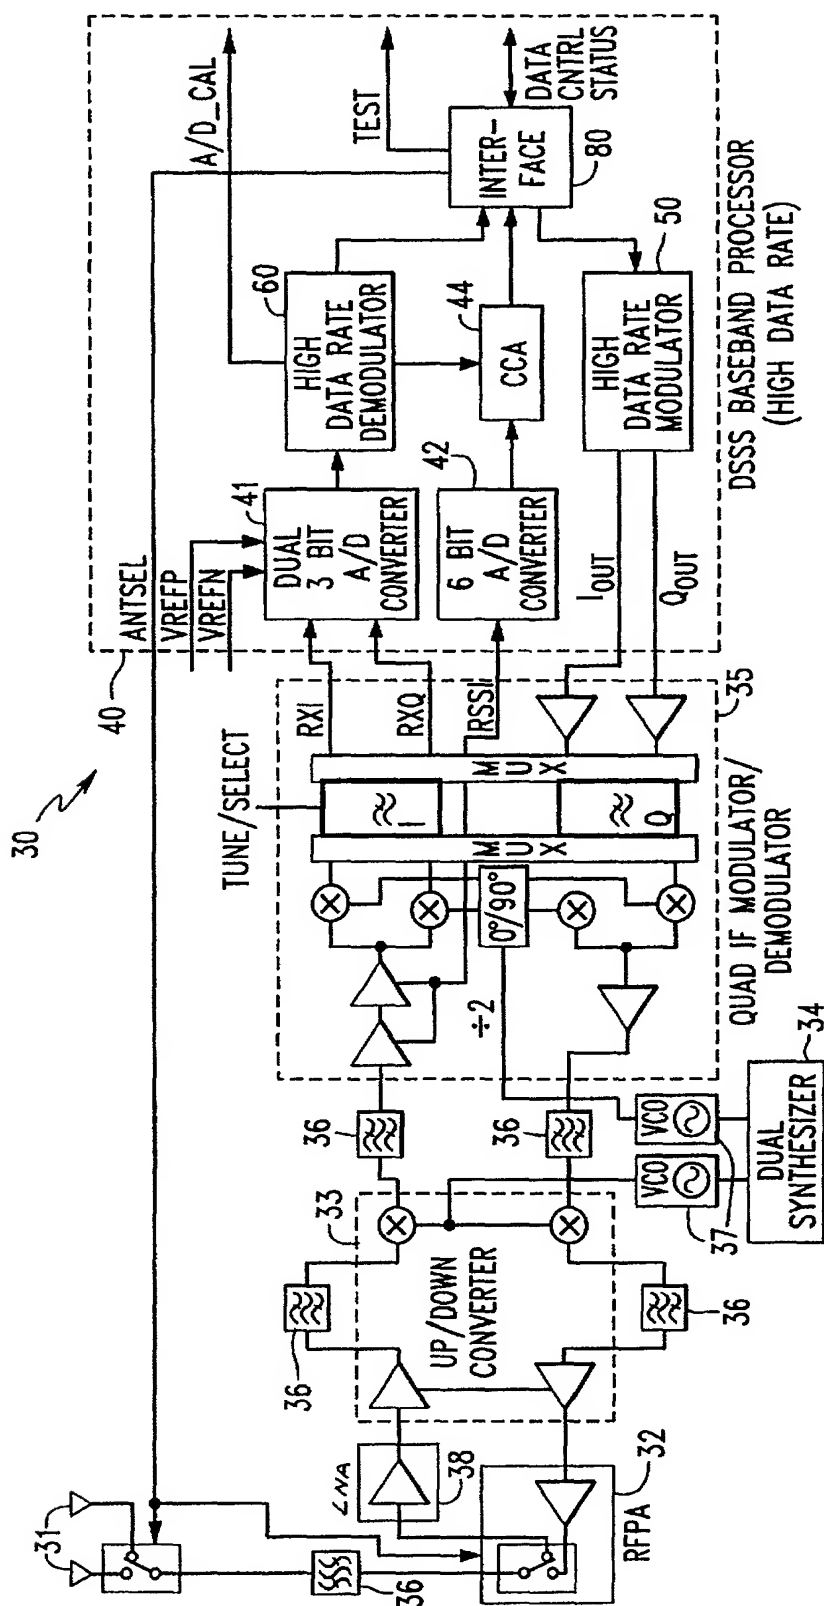 30
40
ANTSEL
VREFP
VREFN
A/D_CAL
TEST
DATA
CNTRL
STATUS
INTER-
FACE
80
60
HIGH
DATA RATE
DEMODULATOR
44
CCA
50
HIGH
DATA RATE
MODULATOR
41
DUAL
3 BIT
A/D
CONVERTER
42
6 BIT
A/D
CONVERTER
IOUT
QOUT
DSSS BASEBAND PROCESSOR
(HIGH DATA RATE)
RXI
RXQ
RSSI
TUNE/SELECT
MUX
I
Q
MUX
0°/90°
÷2
35
QUAD IF MODULATOR/
DEMODULATOR
36
36
33
UP/DOWN
CONVERTER
36
36
VCO
VCO
37
34
DUAL
SYNTHESIZER
LNA
38
32
RFPA
31
36